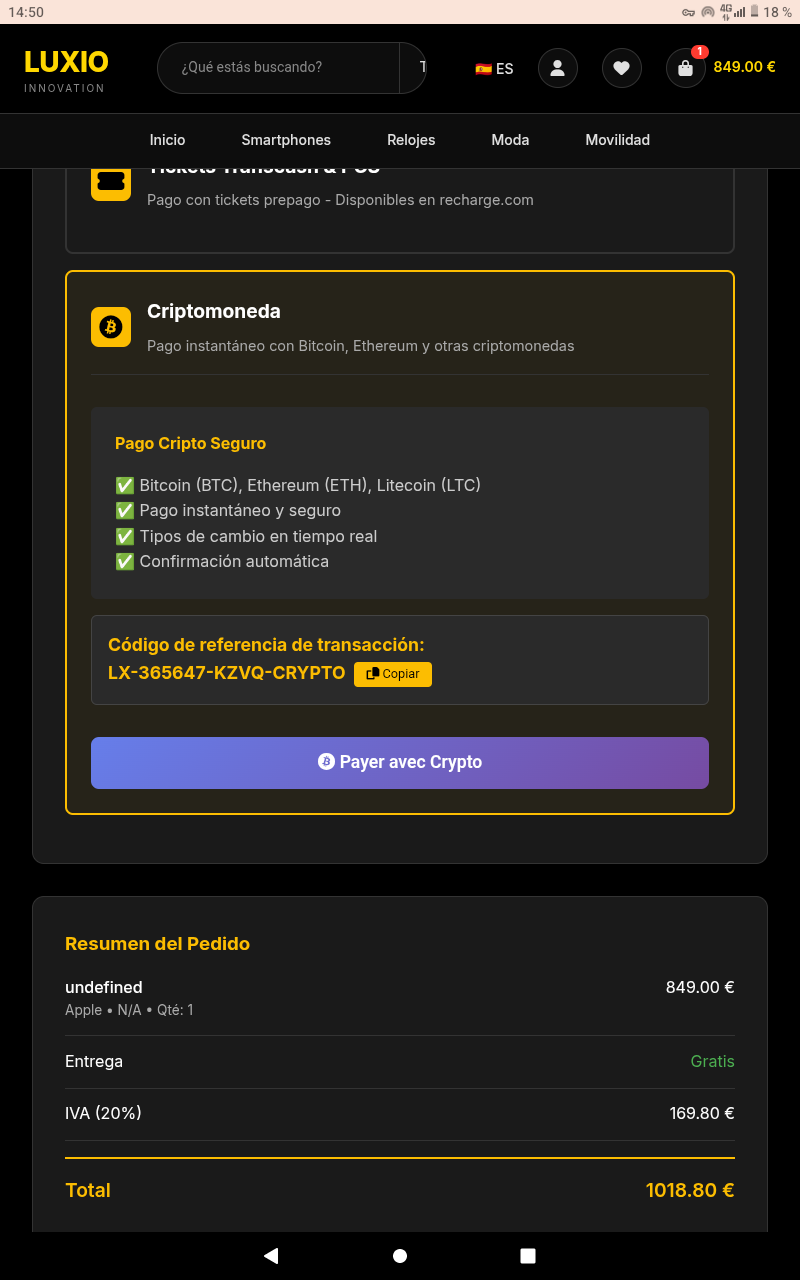 14:50
4G
18 %
LUXIO
INNOVATION
¿Qué estás buscando?
T
ES
1
849.00 €
Inicio
Smartphones
Relojes
Moda
Movilidad
Tickets Transcash & PCS
Pago con tickets prepago - Disponibles en recharge.com
Criptomoneda
Pago instantáneo con Bitcoin, Ethereum y otras criptomonedas
Pago Cripto Seguro
✅ Bitcoin (BTC), Ethereum (ETH), Litecoin (LTC)
✅ Pago instantáneo y seguro
✅ Tipos de cambio en tiempo real
✅ Confirmación automática
Código de referencia de transacción:
LX-365647-KZVQ-CRYPTO Copiar
Payer avec Crypto
Resumen del Pedido
undefined 849.00 €
Apple • N/A • Qté: 1
Entrega Gratis
IVA (20%) 169.80 €
Total 1018.80 €